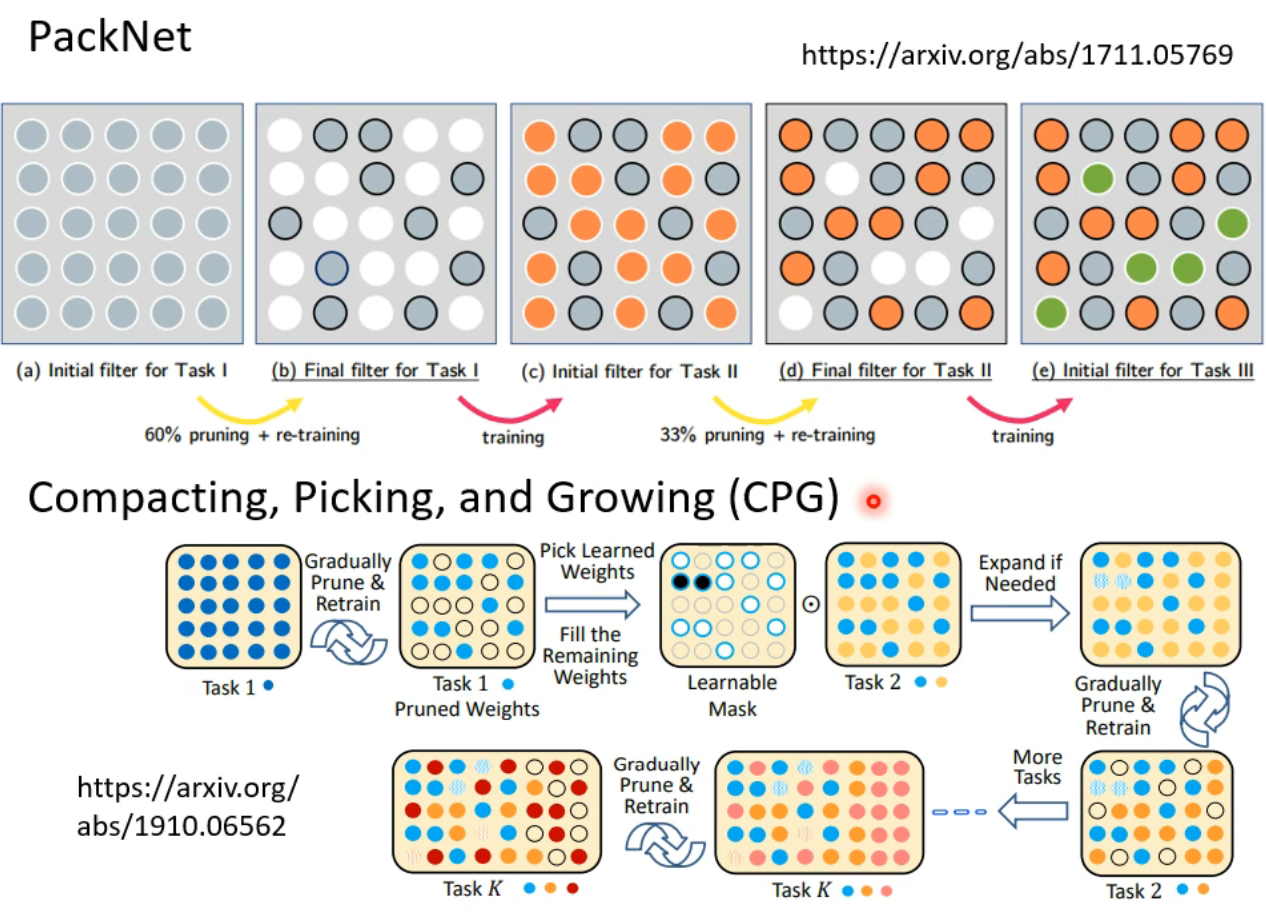 PackNet
https://arxiv.org/abs/1711.05769
(a) Initial filter for Task I
(b) Final filter for Task I
(c) Initial filter for Task II
(d) Final filter for Task II
(e) Initial filter for Task III
60% pruning + re-training
training
33% pruning + re-training
training
Compacting, Picking, and Growing (CPG)
Task 1
Gradually
Prune &
Retrain
Task 1
Pruned Weights
Pick Learned
Weights
Fill the
Remaining
Weights
Learnable
Mask
⊙
Task 2
Expand if
Needed
Gradually
Prune &
Retrain
Task 2
More
Tasks
Task K
Gradually
Prune &
Retrain
Task K
https://arxiv.org/
abs/1910.06562